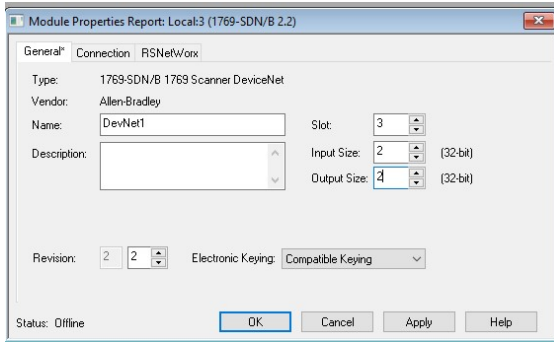 Module Properties Report: Local:3 (1769-SDN/B 2.2)
General* Connection RSNetWorx
Type: 1769-SDN/B 1769 Scanner DeviceNet
Vendor: Allen-Bradley
Name: DevNet1 Slot: 3
Description: Input Size: 2 (32-bit)
Output Size: 2 (32-bit)
Revision: 2 2 Electronic Keying: Compatible Keying
Status: Offline OK Cancel Apply Help